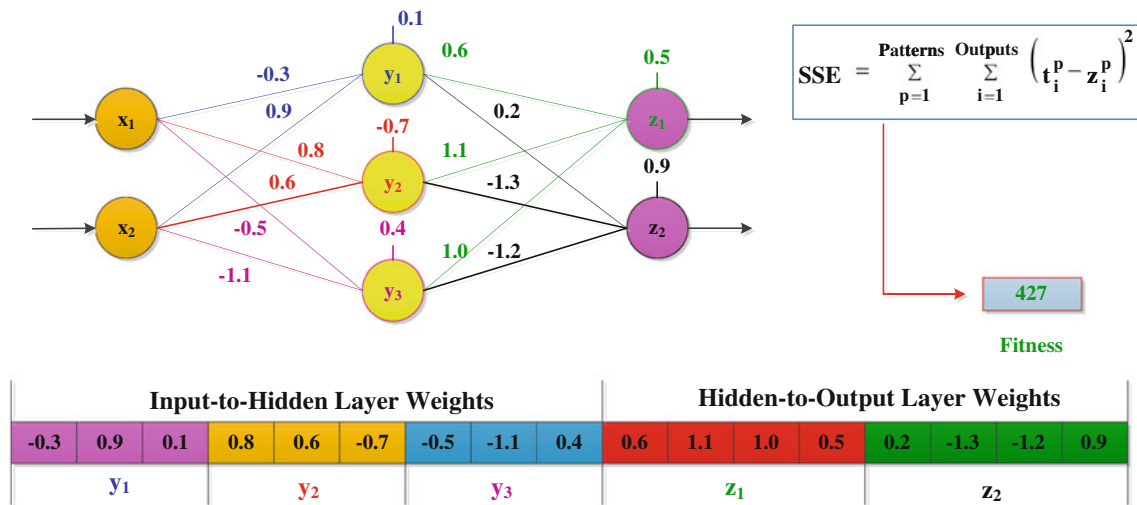 0.1
0.6
0.5
-0.3
y1
0.9
0.2
x1
z1
-0.7
0.8
1.1
0.9
0.6
y2
-1.3
x2
-0.5
0.4
1.0
-1.2
z2
-1.1
y3
Patterns Outputs
SSE = Σ Σ (t_i^p - z_i^p)^2
p=1 i=1
427
Fitness
Input-to-Hidden Layer Weights Hidden-to-Output Layer Weights
-0.3 0.9 0.1 0.8 0.6 -0.7 -0.5 -1.1 0.4 0.6 1.1 1.0 0.5 0.2 -1.3 -1.2 0.9
y1 y2 y3 z1 z2